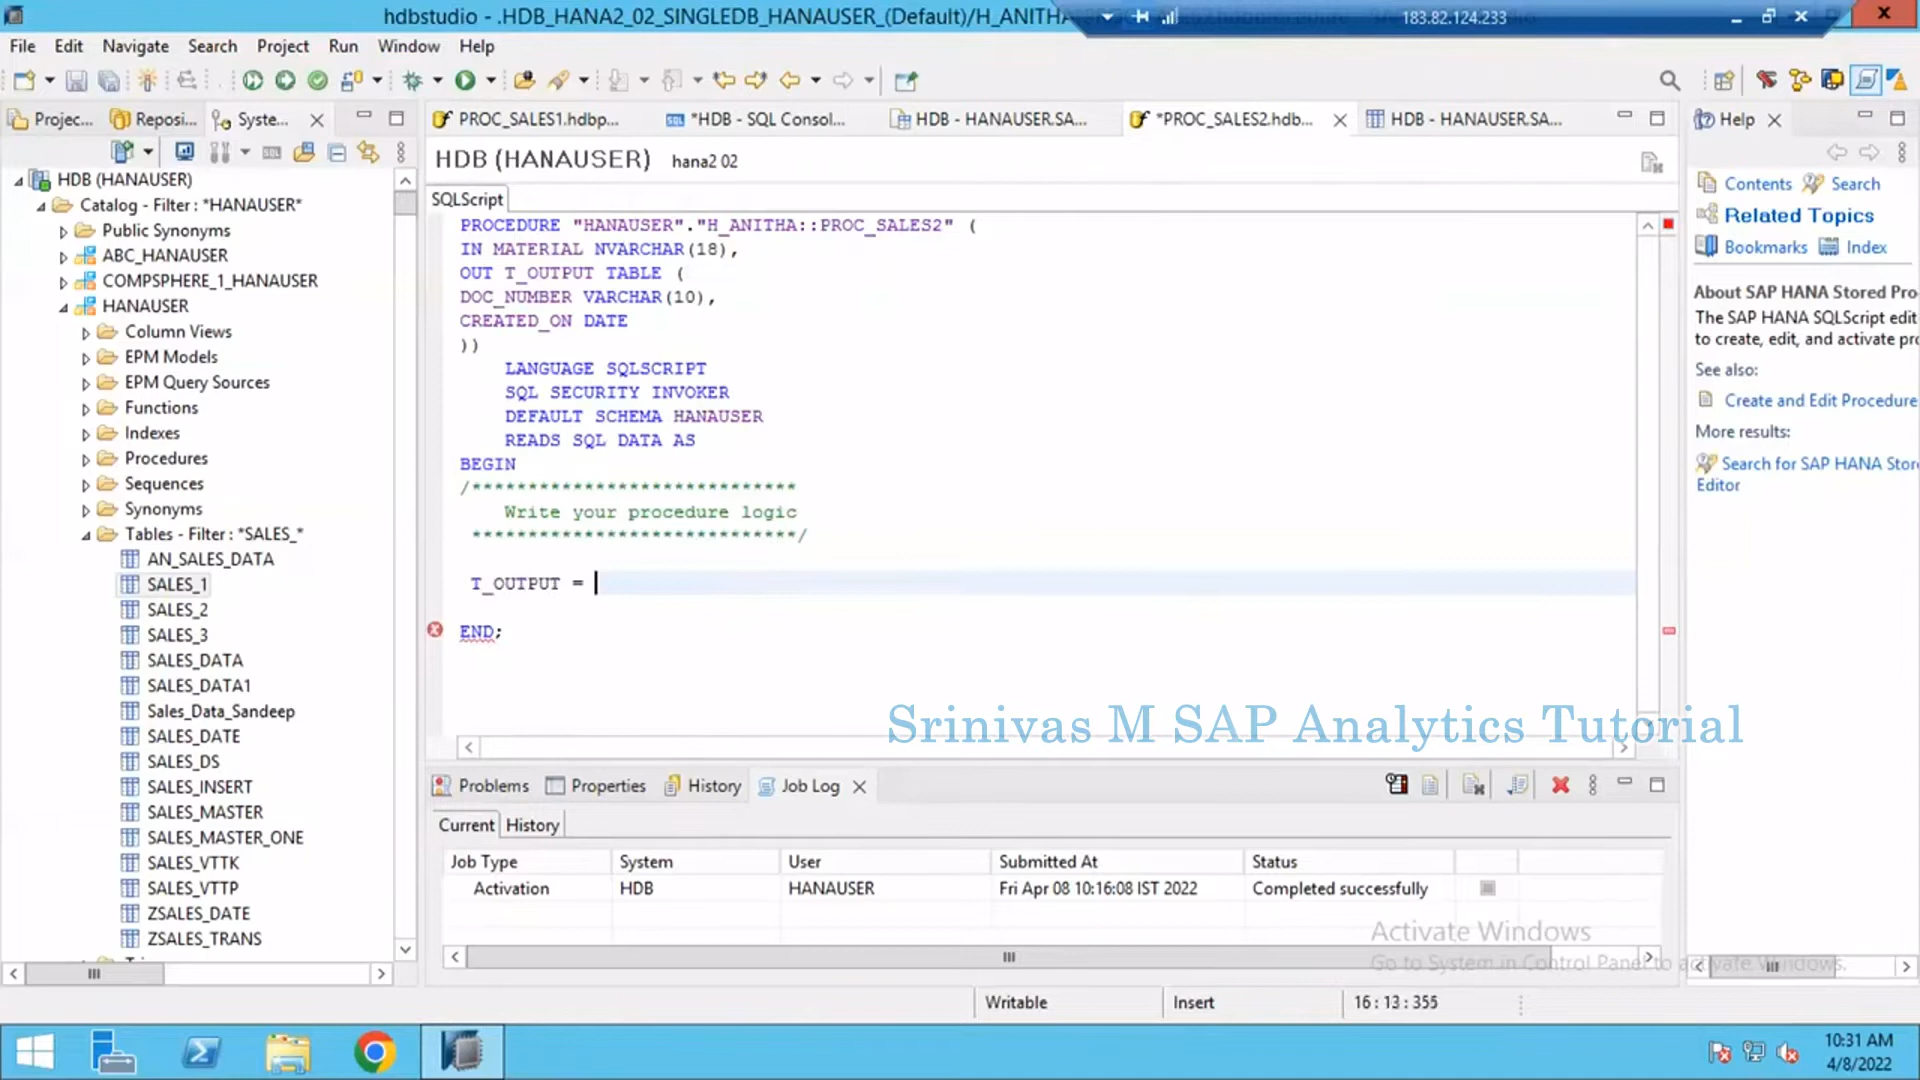 hdbstudio - .HDB_HANA2_02_SINGLEDB_HANAUSER_(Default)/H_ANITHA
183.82.124.233
File Edit Navigate Search Project Run Window Help
Projec... Reposi... Syste...
PROC_SALES1.hdbp... *HDB - SQL Consol... HDB - HANAUSER.SA... *PROC_SALES2.hdb... HDB - HANAUSER.SA...
Help
HDB (HANAUSER) hana2 02
SQLScript
HDB (HANAUSER)
Catalog - Filter : *HANAUSER*
Public Synonyms
ABC_HANAUSER
COMPSPHERE_1_HANAUSER
HANAUSER
Column Views
EPM Models
EPM Query Sources
Functions
Indexes
Procedures
Sequences
Synonyms
Tables - Filter : *SALES_*
AN_SALES_DATA
SALES_1
SALES_2
SALES_3
SALES_DATA
SALES_DATA1
Sales_Data_Sandeep
SALES_DATE
SALES_DS
SALES_INSERT
SALES_MASTER
SALES_MASTER_ONE
SALES_VTTK
SALES_VTTP
ZSALES_DATE
ZSALES_TRANS
PROCEDURE "HANAUSER"."H_ANITHA::PROC_SALES2" (
IN MATERIAL NVARCHAR(18),
OUT T_OUTPUT TABLE (
DOC_NUMBER VARCHAR(10),
CREATED_ON DATE
))
LANGUAGE SQLSCRIPT
SQL SECURITY INVOKER
DEFAULT SCHEMA HANAUSER
READS SQL DATA AS
BEGIN
/*****************************
Write your procedure logic
*****************************/
T_OUTPUT =
END;
Srinivas M SAP Analytics Tutorial
Contents Search
Related Topics
Bookmarks Index
About SAP HANA Stored Pro
The SAP HANA SQLScript edit
to create, edit, and activate pro
See also:
Create and Edit Procedure
More results:
Search for SAP HANA Stor
Editor
Problems Properties History Job Log
Current History
Job Type System User Submitted At Status
Activation HDB HANAUSER Fri Apr 08 10:16:08 IST 2022 Completed successfully
Activate Windows
Go to System in Control Panel to activate Windows.
Writable Insert 16 : 13 : 355
10:31 AM
4/8/2022